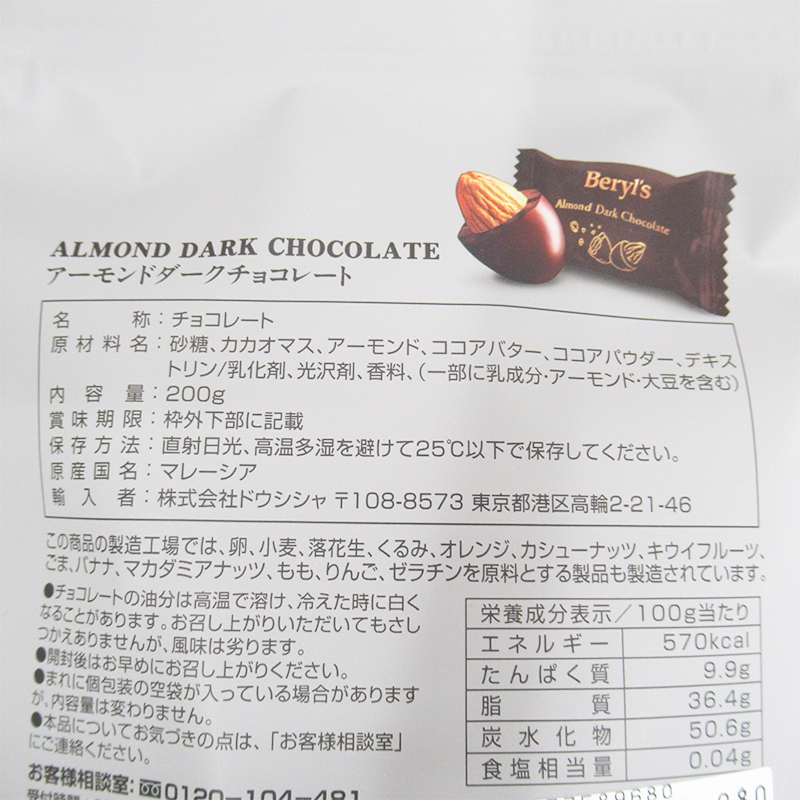 Beryl's
Almond Dark Chocolate
ALMOND DARK CHOCOLATE
アーモンドダークチョコレート
名称：チョコレート
原材料名：砂糖、カカオマス、アーモンド、ココアバター、ココアパウダー、デキス
トリン/乳化剤、光沢剤、香料、（一部に乳成分・アーモンド・大豆を含む）
内容量：200g
賞味期限：枠外下部に記載
保存方法：直射日光、高温多湿を避けて25℃以下で保存してください。
原産国名：マレーシア
輸入者：株式会社ドウシシャ 〒108-8573 東京都港区高輪2-21-46
この商品の製造工場では、卵、小麦、落花生、くるみ、オレンジ、カシューナッツ、キウイフルーツ、
ごま、バナナ、マカダミアナッツ、もも、りんご、ゼラチンを原料とする製品も製造されています。
●チョコレートの油分は高温で溶け、冷えた時に白く
なることがあります。お召し上がりいただいてもさし
つかえありませんが、風味は劣ります。
●開封後はお早めにお召し上がりください。
●まれに個包装の空袋が入っている場合があります
が、内容量は変わりません。
●本品についてお気づきの点は、「お客様相談室」
にご連絡ください。
お客様相談室：0120-104-481
受付時間：
栄養成分表示／100g当たり
エネルギー 570kcal
たんぱく質 9.9g
脂質 36.4g
炭水化物 50.6g
食塩相当量 0.04g